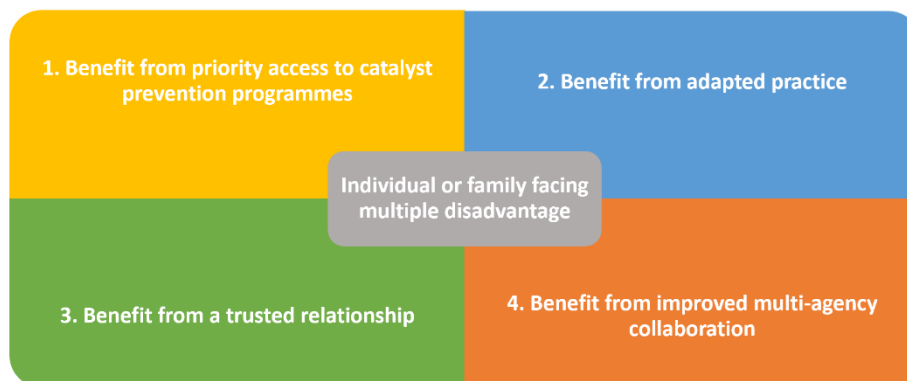 1. Benefit from priority access to catalyst
prevention programmes
2. Benefit from adapted practice
Individual or family facing
multiple disadvantage
3. Benefit from a trusted relationship
4. Benefit from improved multi-agency
collaboration